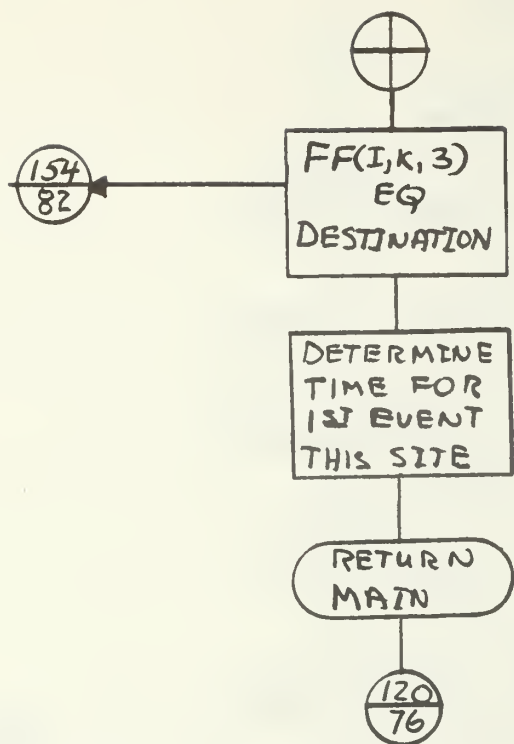 FF(I,K,3)
EQ
DESTINATION
154
82
DETERMINE
TIME FOR
1ST EVENT
THIS SITE
RETURN
MAIN
120
76